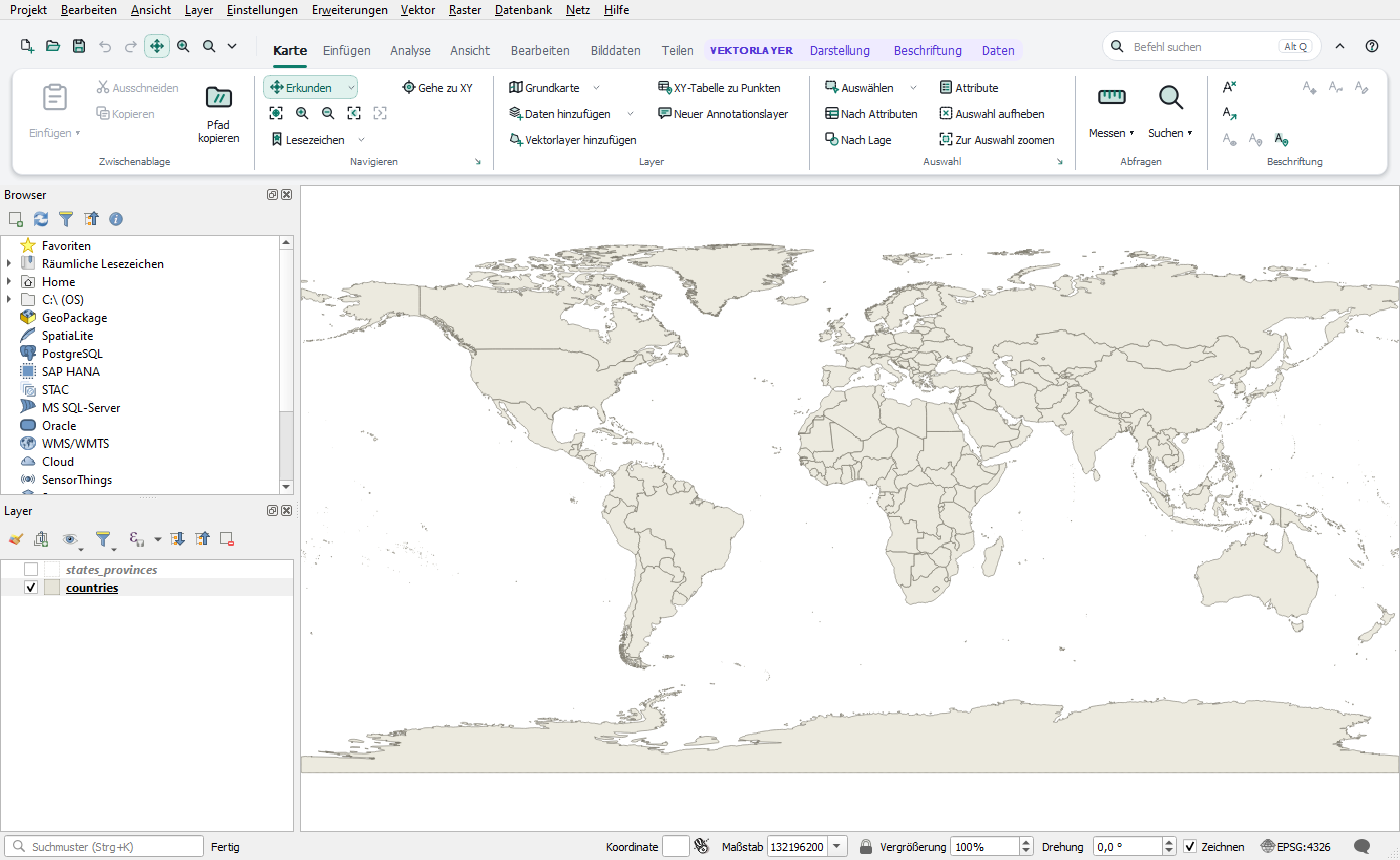 Projekt Bearbeiten Ansicht Layer Einstellungen Erweiterungen Vektor Raster Datenbank Netz Hilfe
Karte Einfügen Analyse Ansicht Bearbeiten Bilddaten Teilen VEKTORLAYER Darstellung Beschriftung Daten
Befehl suchen Alt Q
Einfügen
Ausschneiden
Kopieren
Pfad kopieren
Zwischenablage
Erkunden
Gehe zu XY
Lesezeichen
Navigieren
Grundkarte
XY-Tabelle zu Punkten
Daten hinzufügen
Neuer Annotationslayer
Vektorlayer hinzufügen
Layer
Auswählen
Attribute
Nach Attributen
Auswahl aufheben
Nach Lage
Zur Auswahl zoomen
Auswahl
Messen
Suchen
Abfragen
Beschriftung
Browser
Favoriten
Räumliche Lesezeichen
Home
C:\ (OS)
GeoPackage
SpatiaLite
PostgreSQL
SAP HANA
STAC
MS SQL-Server
Oracle
WMS/WMTS
Cloud
SensorThings
Layer
states_provinces
countries
Suchmuster (Strg+K) Fertig Koordinate Maßstab 132196200 Vergrößerung 100% Drehung 0,0 ° Zeichnen EPSG:4326